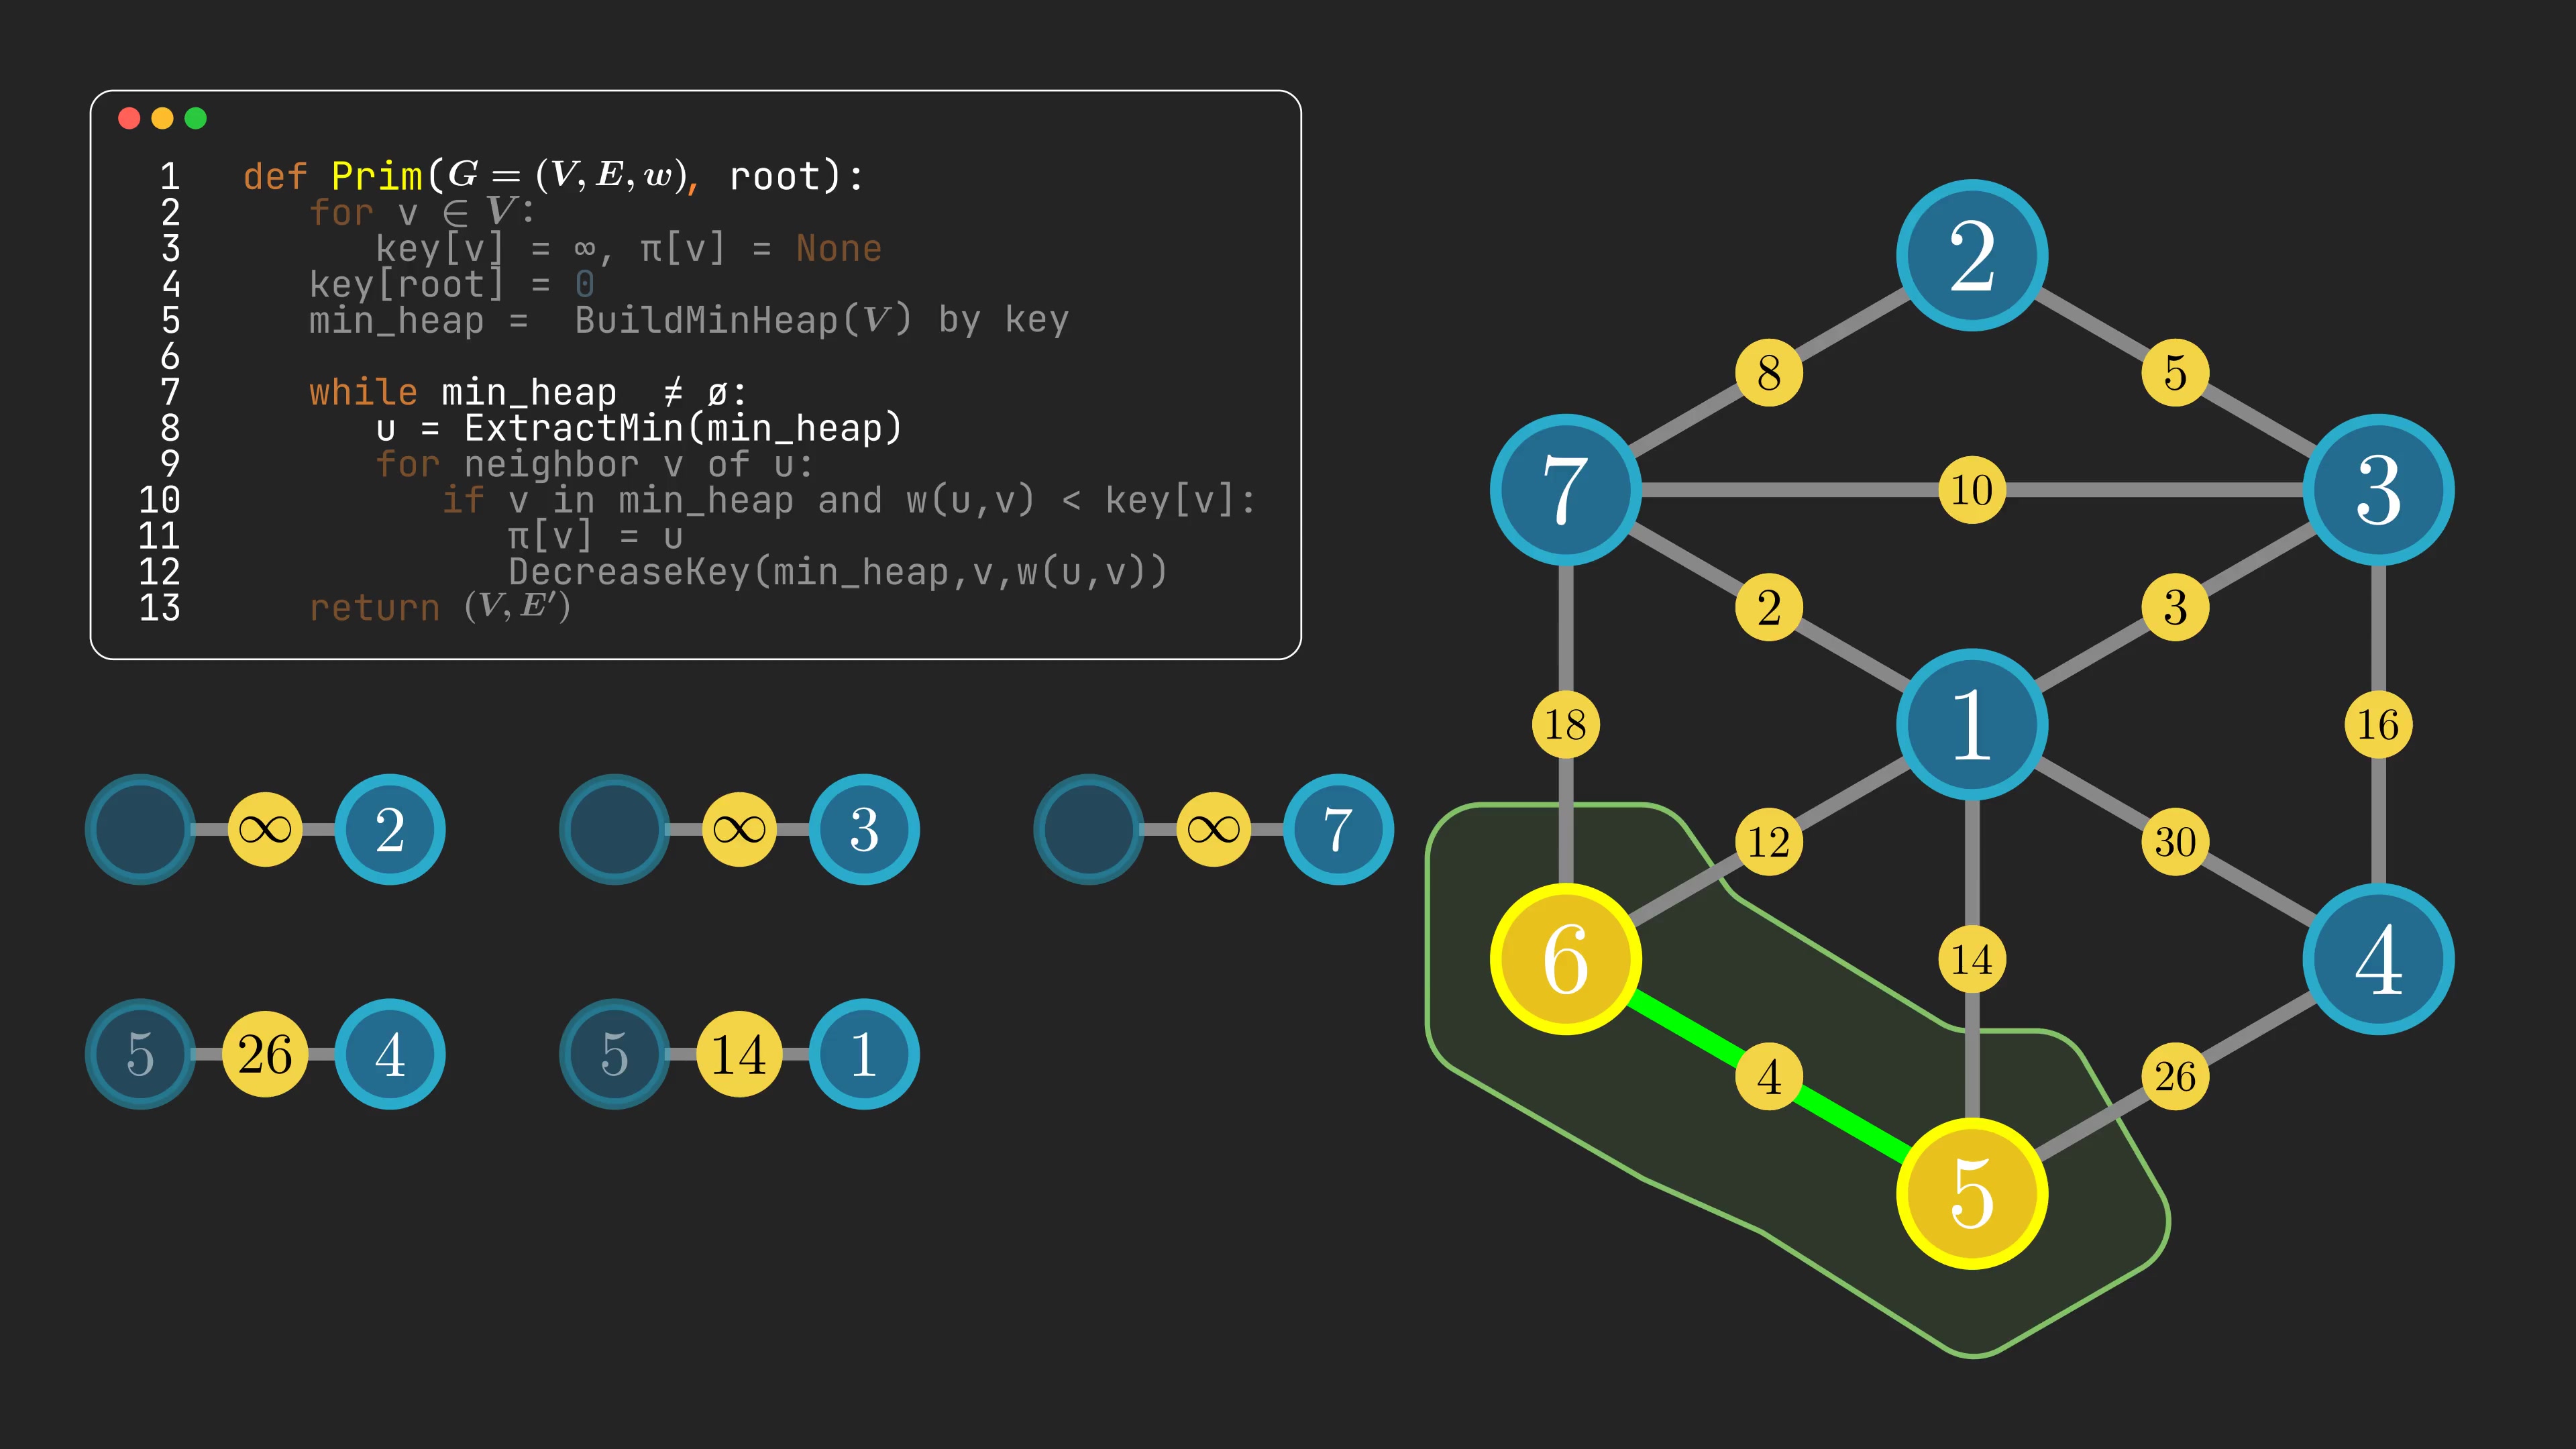 1 def Prim(G = (V, E, w), root):
2 for v ∈ V:
3 key[v] = ∞, π[v] = None
4 key[root] = 0
5 min_heap = BuildMinHeap(V) by key
6
7 while min_heap ≠ ø:
8 u = ExtractMin(min_heap)
9 for neighbor v of u:
10 if v in min_heap and w(u,v) < key[v]:
11 π[v] = u
12 DecreaseKey(min_heap,v,w(u,v))
13 return (V, E′)
∞ 2
∞ 3
∞ 7
5 26 4
5 14 1
2
8 5
7 10 3
2 3
18 1 16
12 30
6 14 4
4 26
5